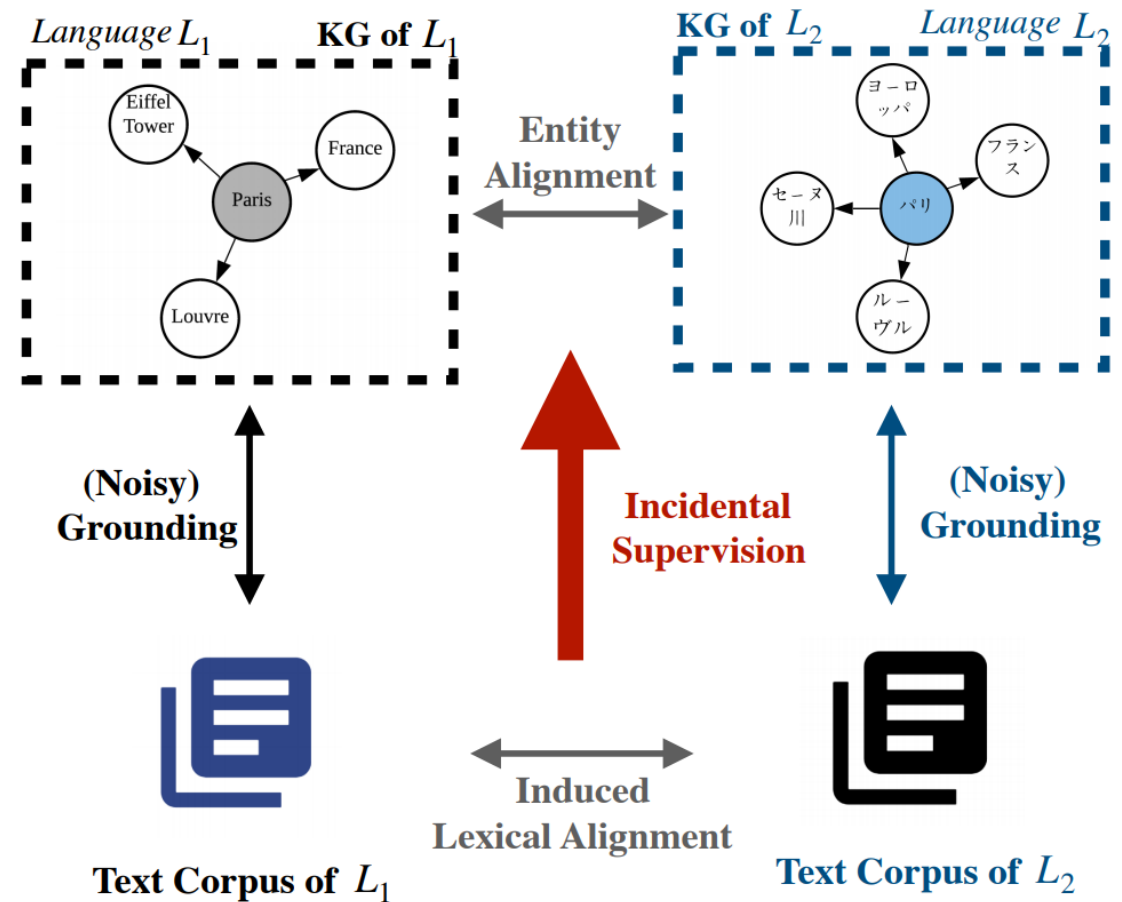 Language L₁
KG of L₁
KG of L₂
Language L₂
Eiffel
Tower
France
Paris
Louvre
Entity
Alignment
ヨーロ
ッパ
フラン
ス
セーヌ
川
パリ
ルー
ヴル
(Noisy)
Grounding
Incidental
Supervision
(Noisy)
Grounding
Induced
Lexical Alignment
Text Corpus of L₁
Text Corpus of L₂